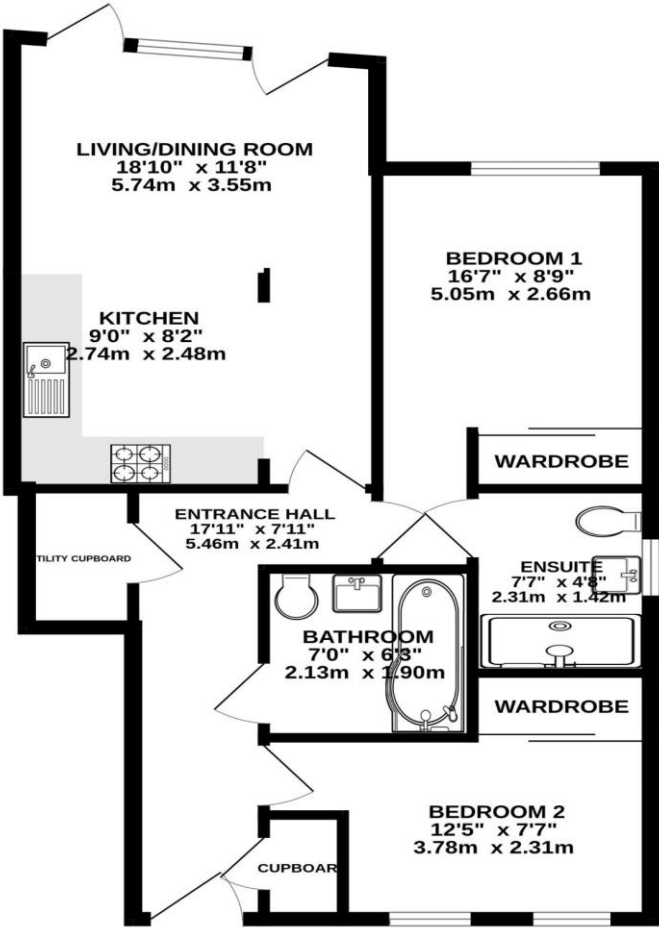 LIVING/DINING ROOM
18'10" x 11'8"
5.74m x 3.55m
BEDROOM 1
16'7" x 8'9"
5.05m x 2.66m
KITCHEN
9'0" x 8'2"
2.74m x 2.48m
WARDROBE
ENTRANCE HALL
17'11" x 7'11"
5.46m x 2.41m
TILITY CUPBOARD
ENSUITE
7'7" x 4'8"
2.31m x 1.42m
BATHROOM
7'0" x 6'3"
2.13m x 1.90m
WARDROBE
BEDROOM 2
12'5" x 7'7"
3.78m x 2.31m
CUPBOAR